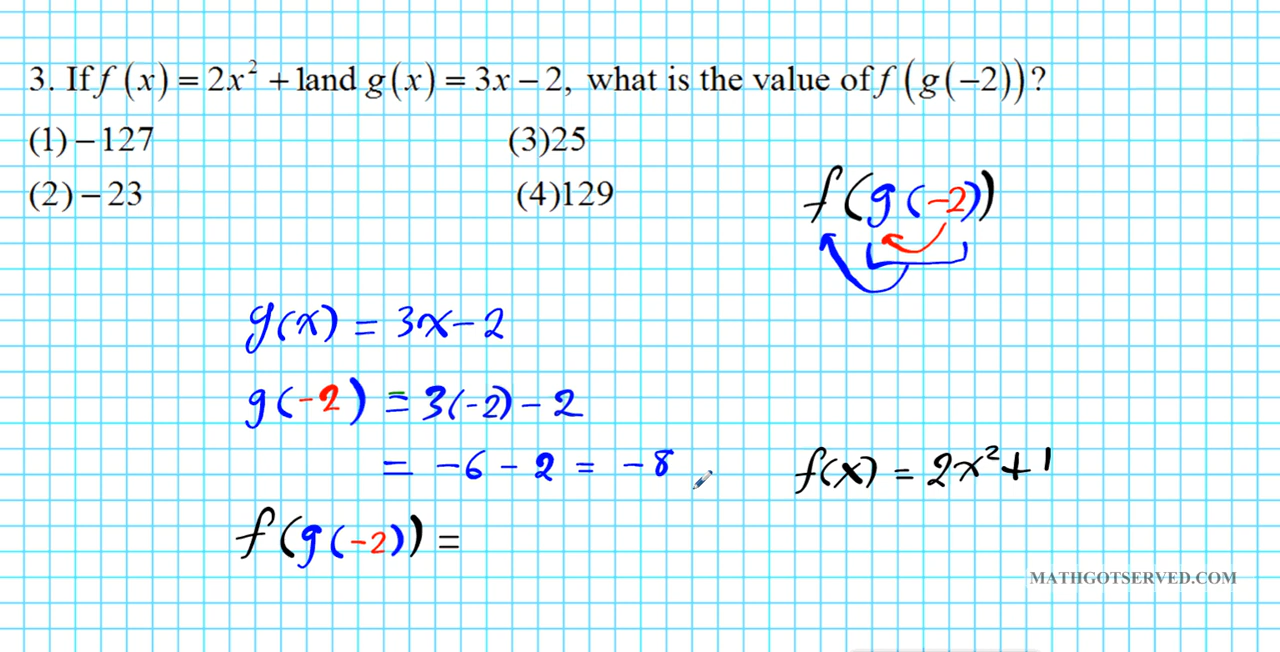 3. If f(x) = 2x² + land g(x) = 3x − 2, what is the value of f(g(−2))?
(1) −127 (3)25
(2) −23 (4)129
f(g(-2))
g(x) = 3x - 2
g(-2) = 3(-2) - 2
= -6 - 2 = -8
f(x) = 2x² + 1
f(g(-2)) =
MATHGOTSERVED.COM